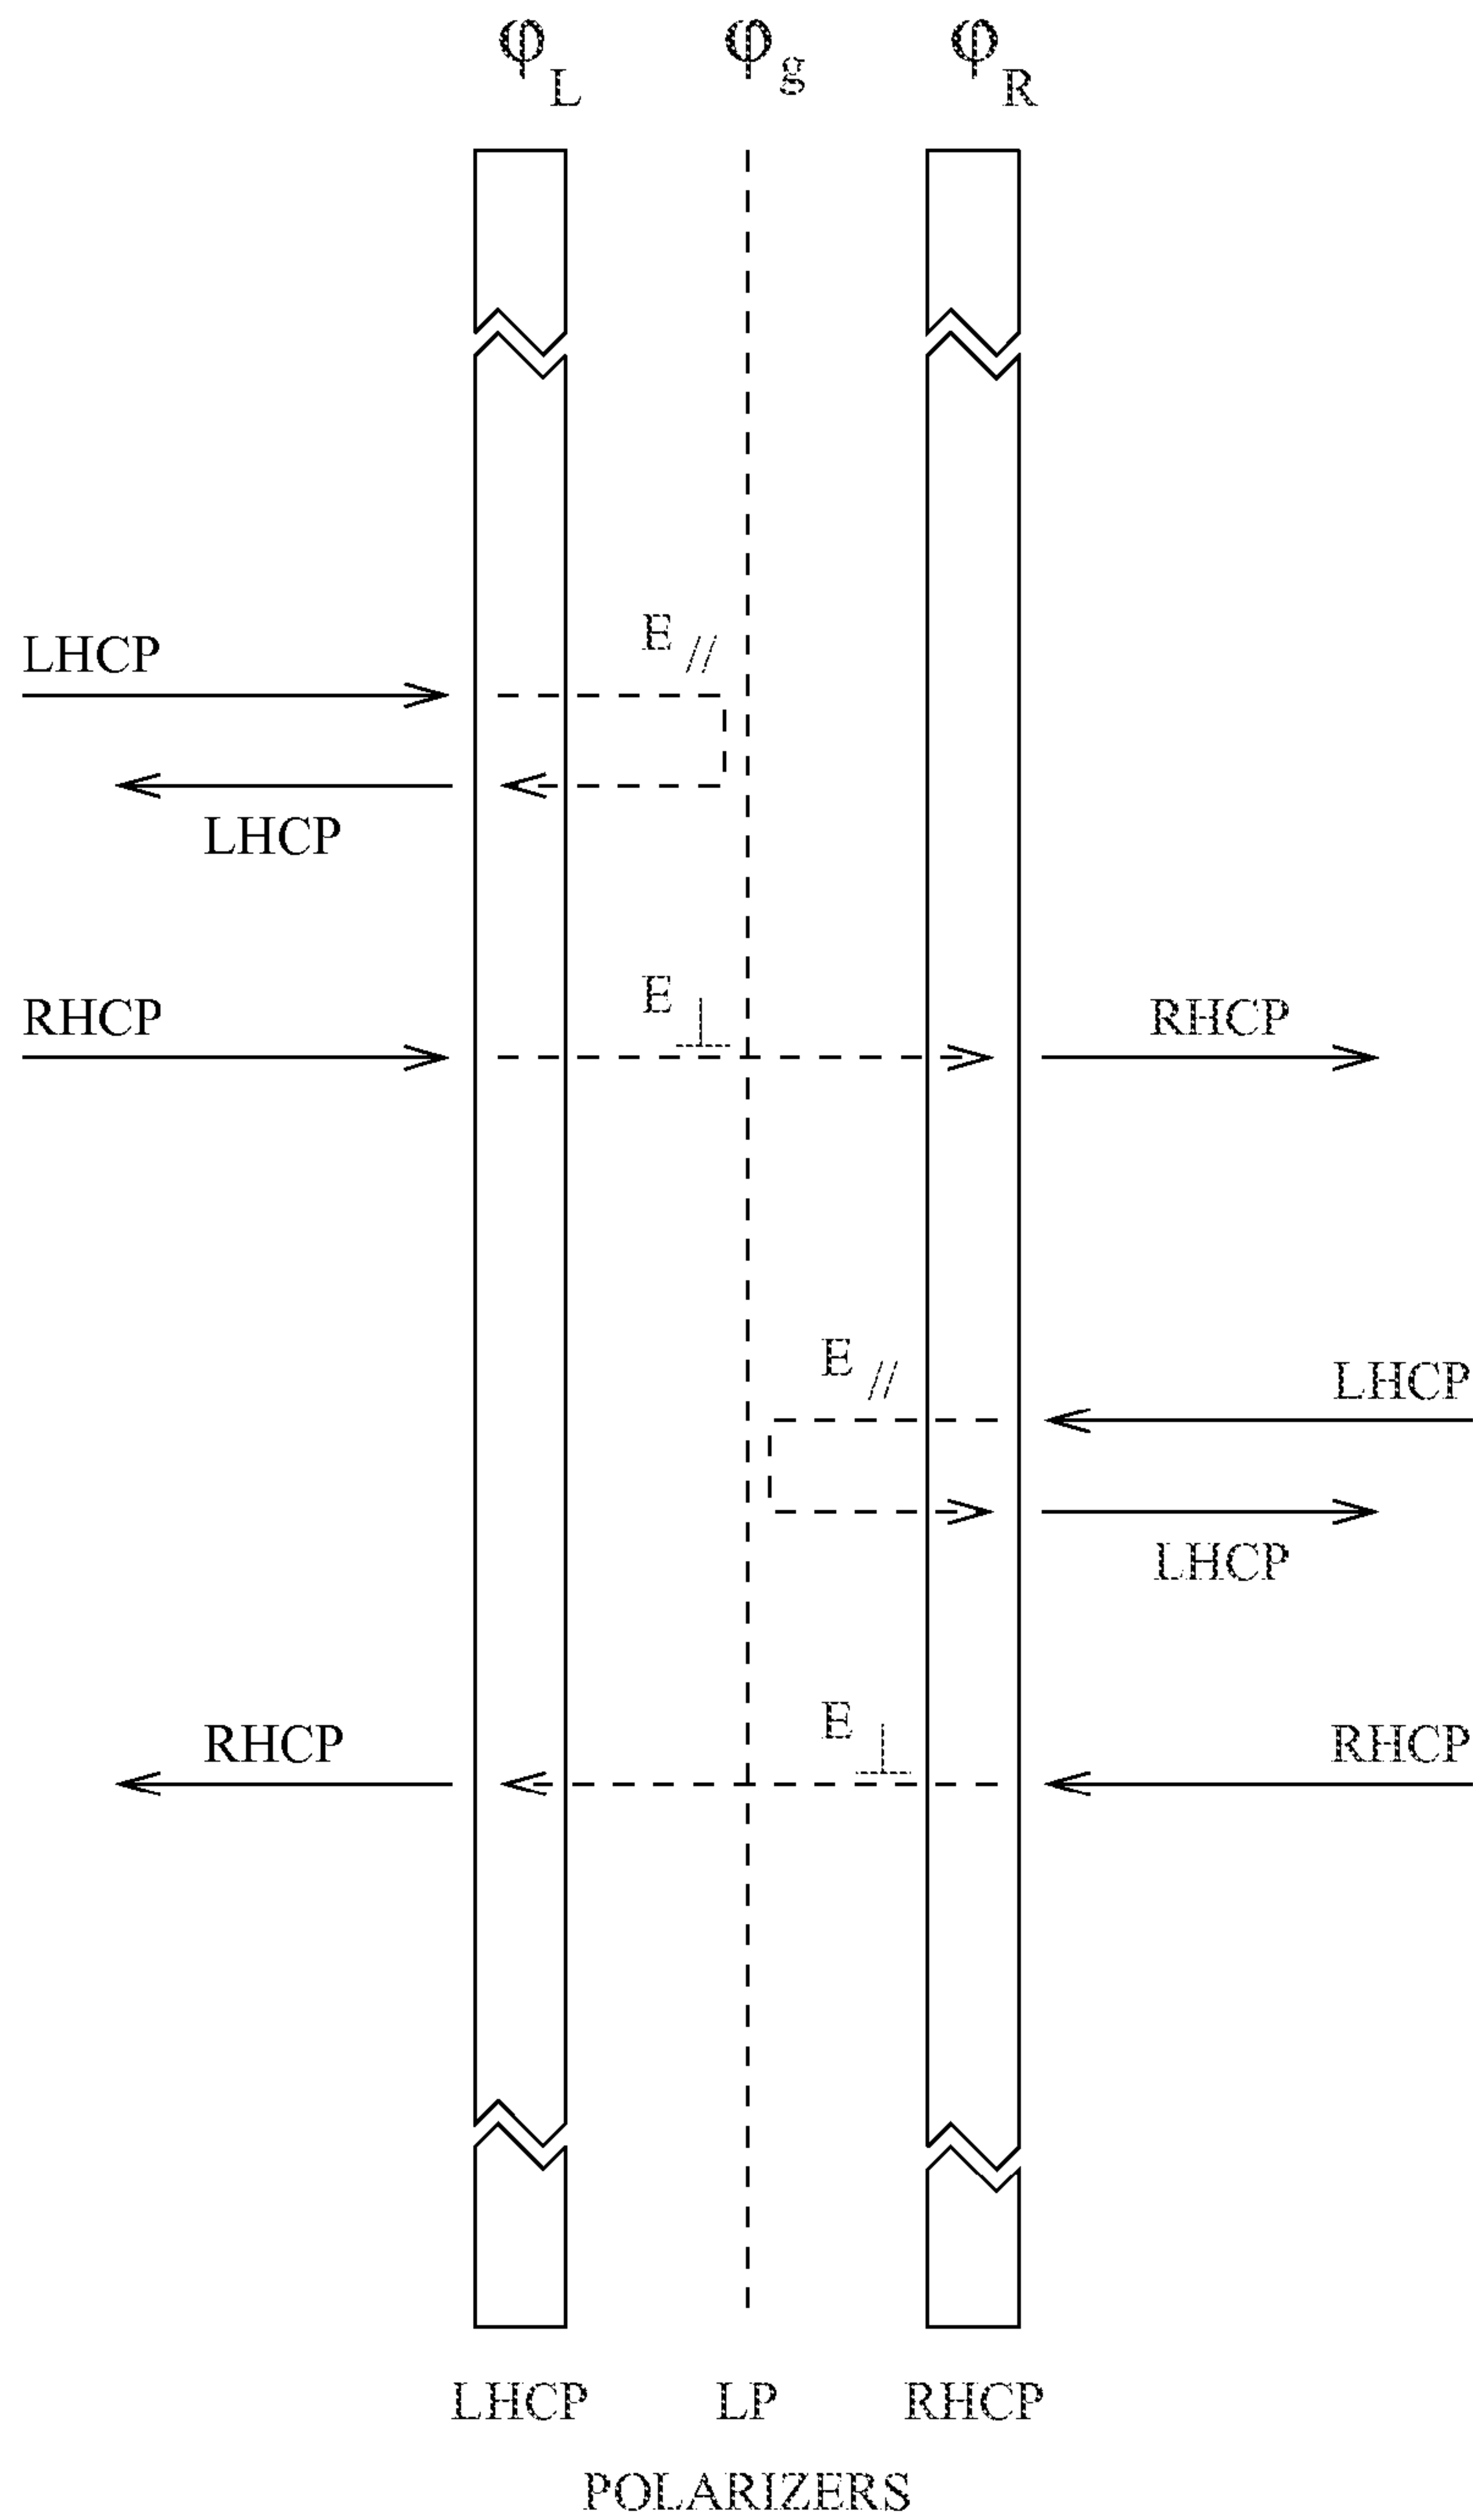 φL φg φR
E //
LHCP
LHCP
E ⊥
RHCP RHCP
E //
LHCP
LHCP
E ⊥
RHCP RHCP
LHCP LP RHCP
POLARIZERS